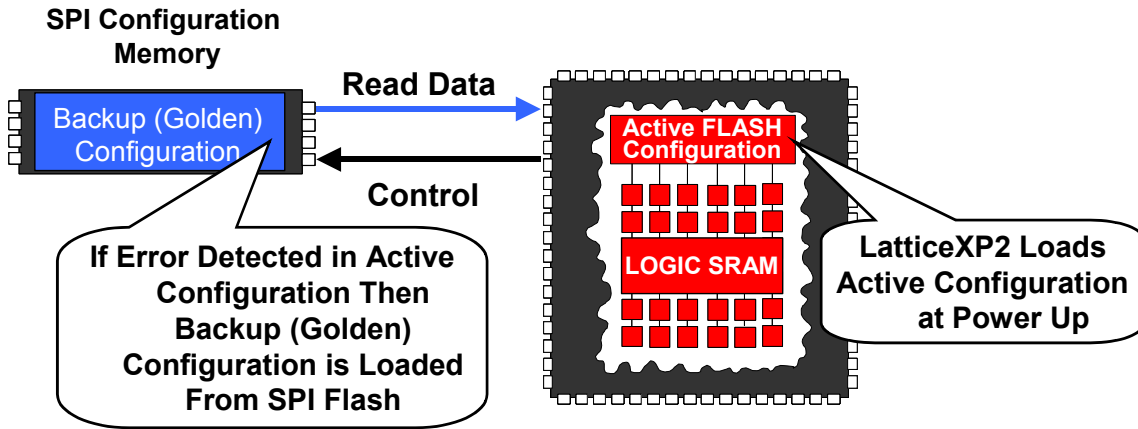 SPI Configuration
Memory
Read Data
Backup (Golden)
Configuration
Control
If Error Detected in Active
Configuration Then
Backup (Golden)
Configuration is Loaded
From SPI Flash
Active FLASH
Configuration
LOGIC SRAM
LatticeXP2 Loads
Active Configuration
at Power Up